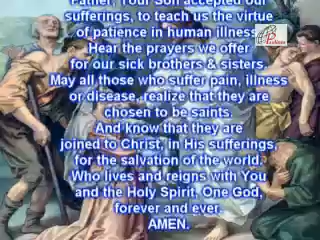 Father, Your Son accepted our
sufferings, to teach us the virtue
of patience in human illness.
Hear the prayers we offer
for our sick brothers & sisters.
May all those who suffer pain, illness
or disease, realize that they are
chosen to be saints.
And know that they are
joined to Christ, in His sufferings,
for the salvation of the world.
Who lives and reigns with You
and the Holy Spirit, One God,
forever and ever.
AMEN.